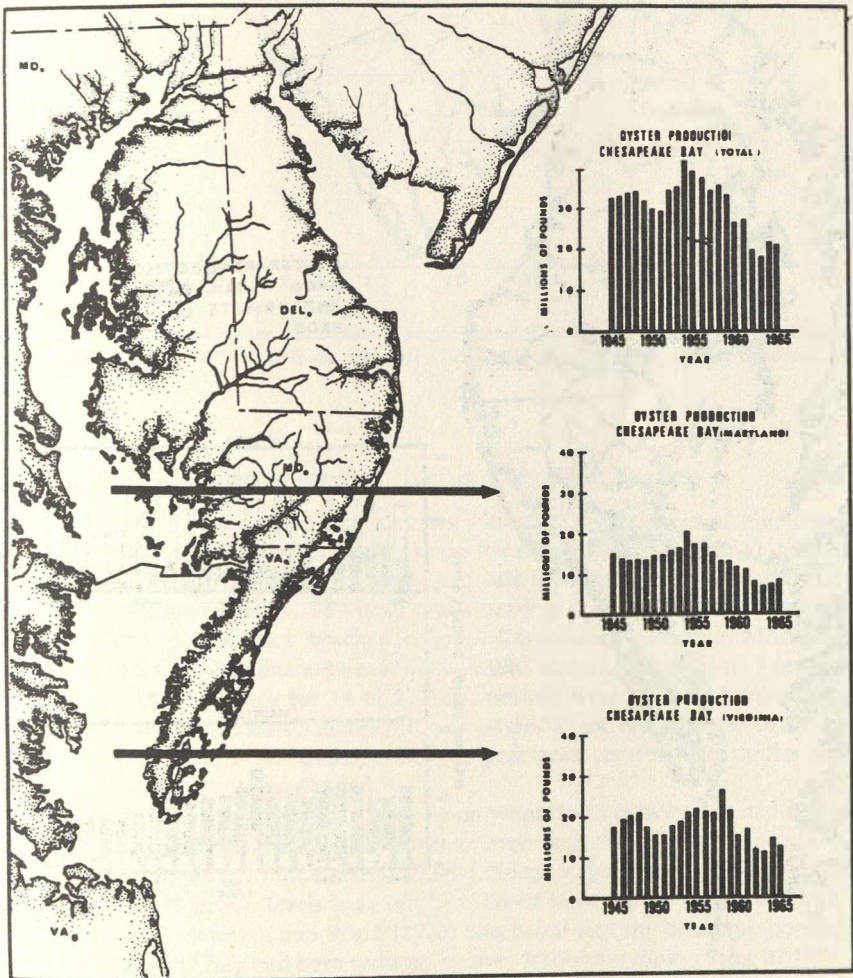 MD.
DEL.
MD.
VA.
VA.
OYSTER PRODUCTION
CHESAPEAKE BAY (TOTAL)
MILLIONS OF POUNDS
30
20
10
0
1945 1950 1955 1960 1965
YEAR
OYSTER PRODUCTION
CHESAPEAKE BAY (MARYLAND)
MILLIONS OF POUNDS
40
30
20
10
0
1945 1950 1955 1960 1965
YEAR
OYSTER PRODUCTION
CHESAPEAKE BAY (VIRGINIA)
MILLIONS OF POUNDS
40
30
20
10
0
1945 1950 1955 1960 1965
YEAR